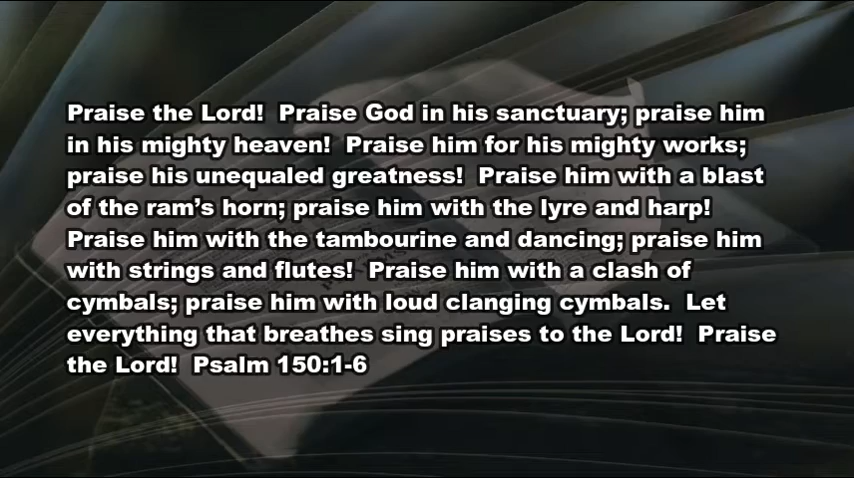 Praise the Lord!  Praise God in his sanctuary; praise him
in his mighty heaven!  Praise him for his mighty works;
praise his unequaled greatness!  Praise him with a blast
of the ram’s horn; praise him with the lyre and harp!
Praise him with the tambourine and dancing; praise him
with strings and flutes!  Praise him with a clash of
cymbals; praise him with loud clanging cymbals.  Let
everything that breathes sing praises to the Lord!  Praise
the Lord!  Psalm 150:1-6